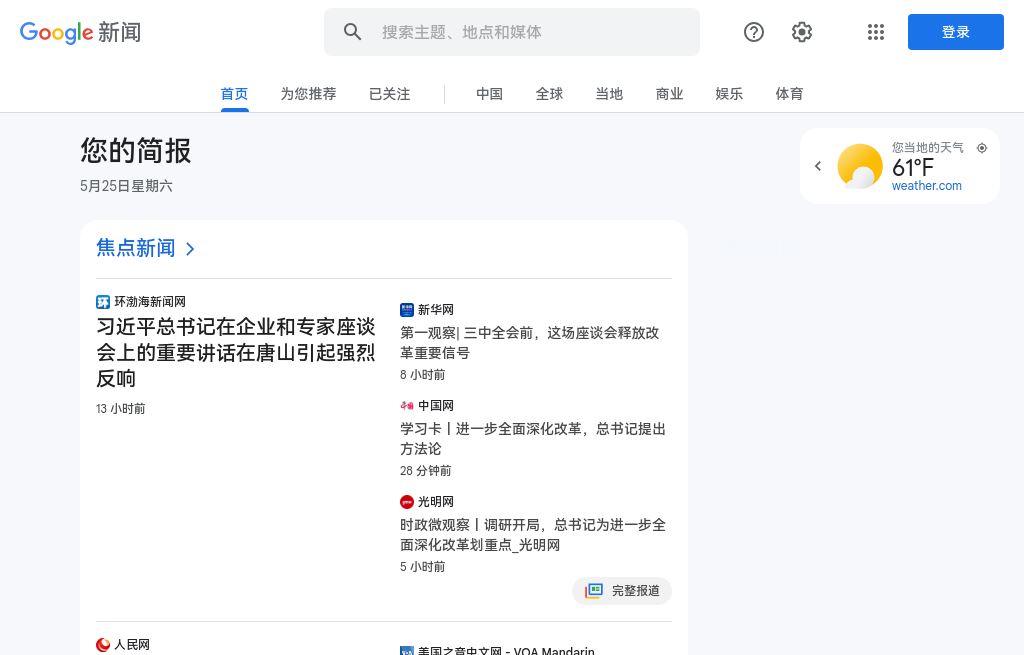 Google 新闻
搜索主题、地点和媒体
登录
首页
为您推荐
已关注
中国
全球
当地
商业
娱乐
体育
您的简报
5月25日星期六
您当地的天气
61°F
weather.com
焦点新闻
环渤海新闻网
习近平总书记在企业和专家座谈
会上的重要讲话在唐山引起强烈
反响
13 小时前
新华网
第一观察| 三中全会前，这场座谈会释放改
革重要信号
8 小时前
中国网
学习卡丨进一步全面深化改革，总书记提出
方法论
28 分钟前
光明网
时政微观察丨调研开局，总书记为进一步全
面深化改革划重点_光明网
5 小时前
完整报道
人民网
美国之音中文网 - VOA Mandarin